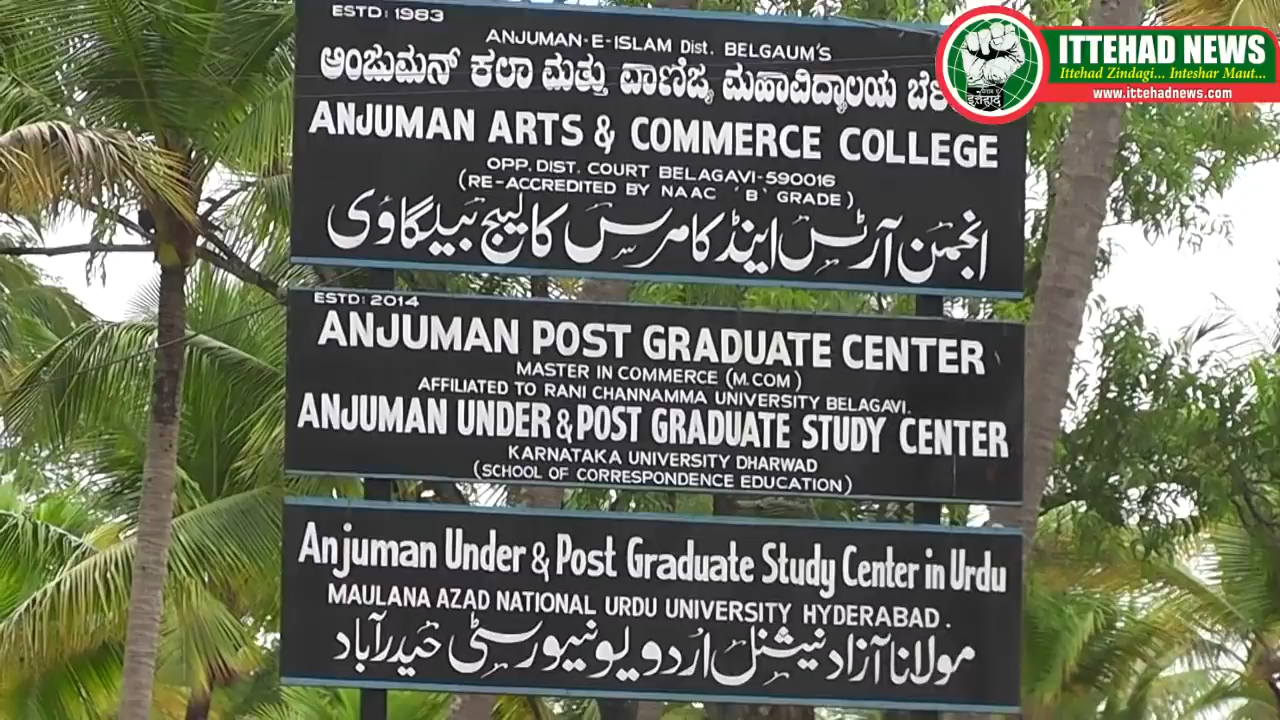 ESTD: 1983
ANJUMAN-E-ISLAM Dist. BELGAUM'S
ಅಂಜುಮನ್ ಕಲಾ ಮತ್ತು ವಾಣಿಜ್ಯ ಮಹಾವಿದ್ಯಾಲಯ
ANJUMAN ARTS & COMMERCE COLLEGE
OPP. DIST. COURT BELAGAVI-590016
(RE-ACCREDITED BY NAAC 'B' GRADE)
انجمن آرٹس اینڈ کامرس کالیج بیلگاوی
ESTD: 2014
ANJUMAN POST GRADUATE CENTER
MASTER IN COMMERCE (M.COM)
AFFILIATED TO RANI CHANNAMMA UNIVERSITY BELAGAVI.
ANJUMAN UNDER & POST GRADUATE STUDY CENTER
KARNATAKA UNIVERSITY DHARWAD
(SCHOOL OF CORRESPONDENCE EDUCATION)
Anjuman Under & Post Graduate Study Center in Urdu
MAULANA AZAD NATIONAL URDU UNIVERSITY HYDERABAD.
مولانا آزاد نیشنل اُردو یونیورسٹی حیدرآباد
ITTEHAD NEWS
Ittehad Zindagi... Inteshar Maut...
www.ittehadnews.com